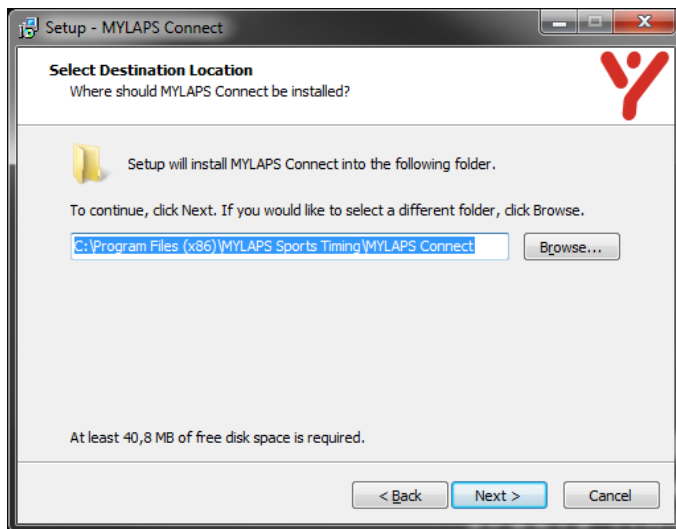 Setup - MYLAPS Connect
Select Destination Location
Where should MYLAPS Connect be installed?
Setup will install MYLAPS Connect into the following folder.
To continue, click Next. If you would like to select a different folder, click Browse.
C:\Program Files (x86)\MYLAPS Sports Timing\MYLAPS Connect
Browse...
At least 40,8 MB of free disk space is required.
< Back
Next >
Cancel